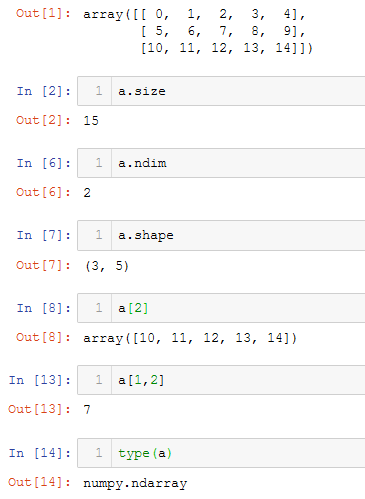 Out[1]: array([[ 0, 1, 2, 3, 4],
[ 5, 6, 7, 8, 9],
[10, 11, 12, 13, 14]])
In [2]: 1 a.size
Out[2]: 15
In [6]: 1 a.ndim
Out[6]: 2
In [7]: 1 a.shape
Out[7]: (3, 5)
In [8]: 1 a[2]
Out[8]: array([10, 11, 12, 13, 14])
In [13]: 1 a[1,2]
Out[13]: 7
In [14]: 1 type(a)
Out[14]: numpy.ndarray